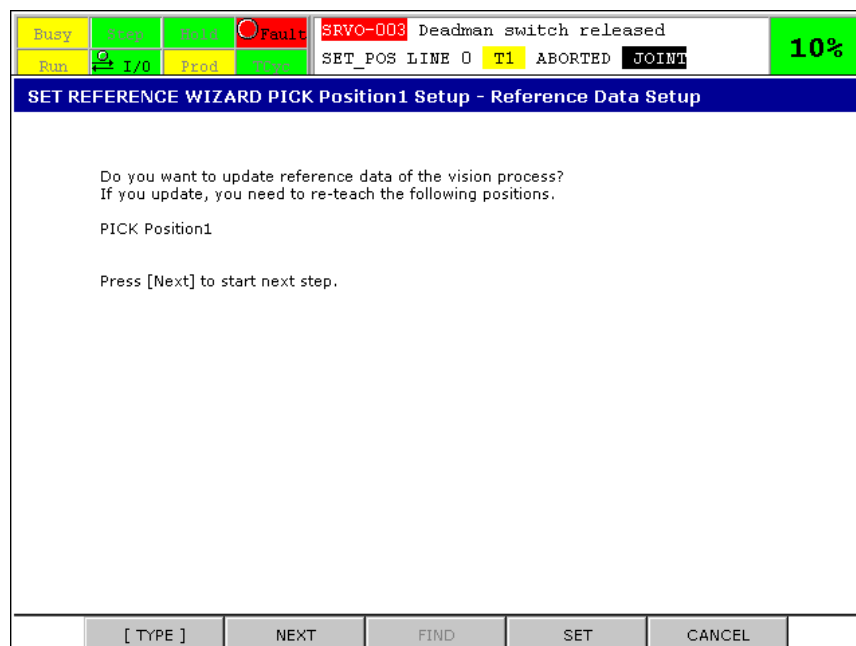 Busy Step Hold Fault SRVO-003 Deadman switch released
10%
Run I/O Prod TCyc SET_POS LINE 0 T1 ABORTED JOINT
SET REFERENCE WIZARD PICK Position1 Setup - Reference Data Setup
Do you want to update reference data of the vision process?
If you update, you need to re-teach the following positions.
PICK Position1
Press [Next] to start next step.
[ TYPE ] NEXT FIND SET CANCEL